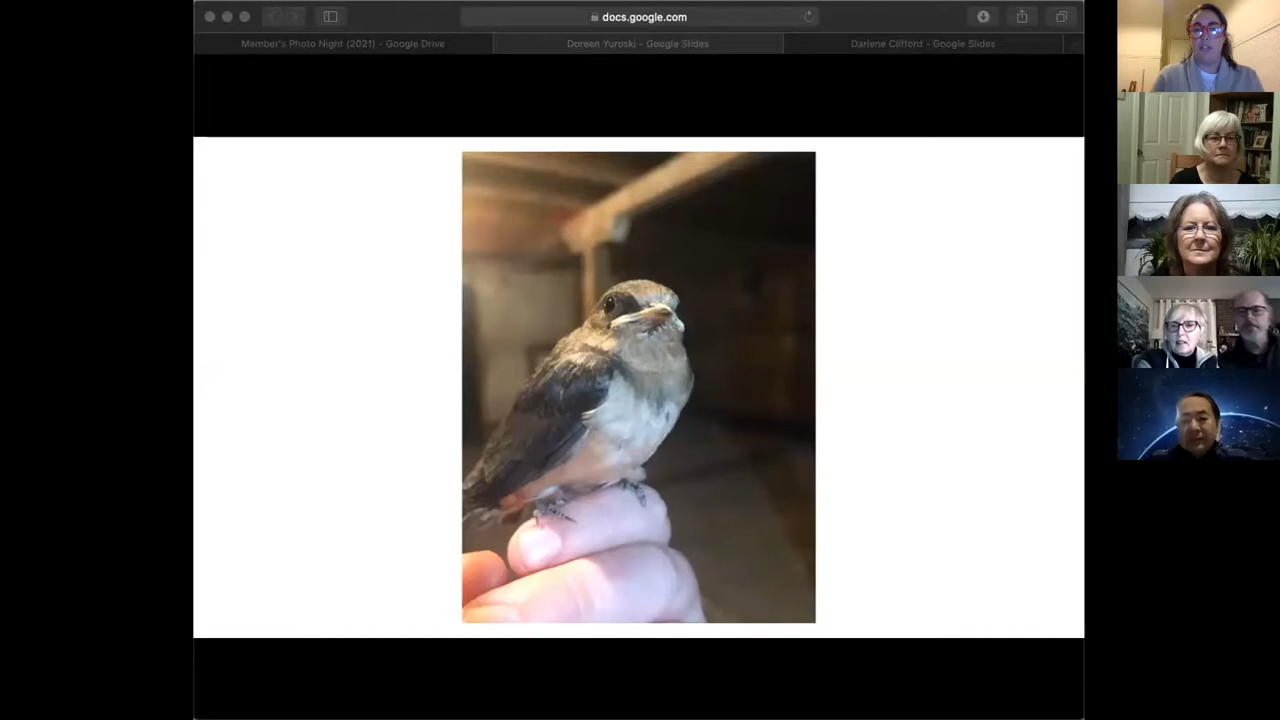 docs.google.com
Member's Photo Night (2021) - Google Drive
Doreen Yuroski - Google Slides
Darlene Clifford - Google Slides